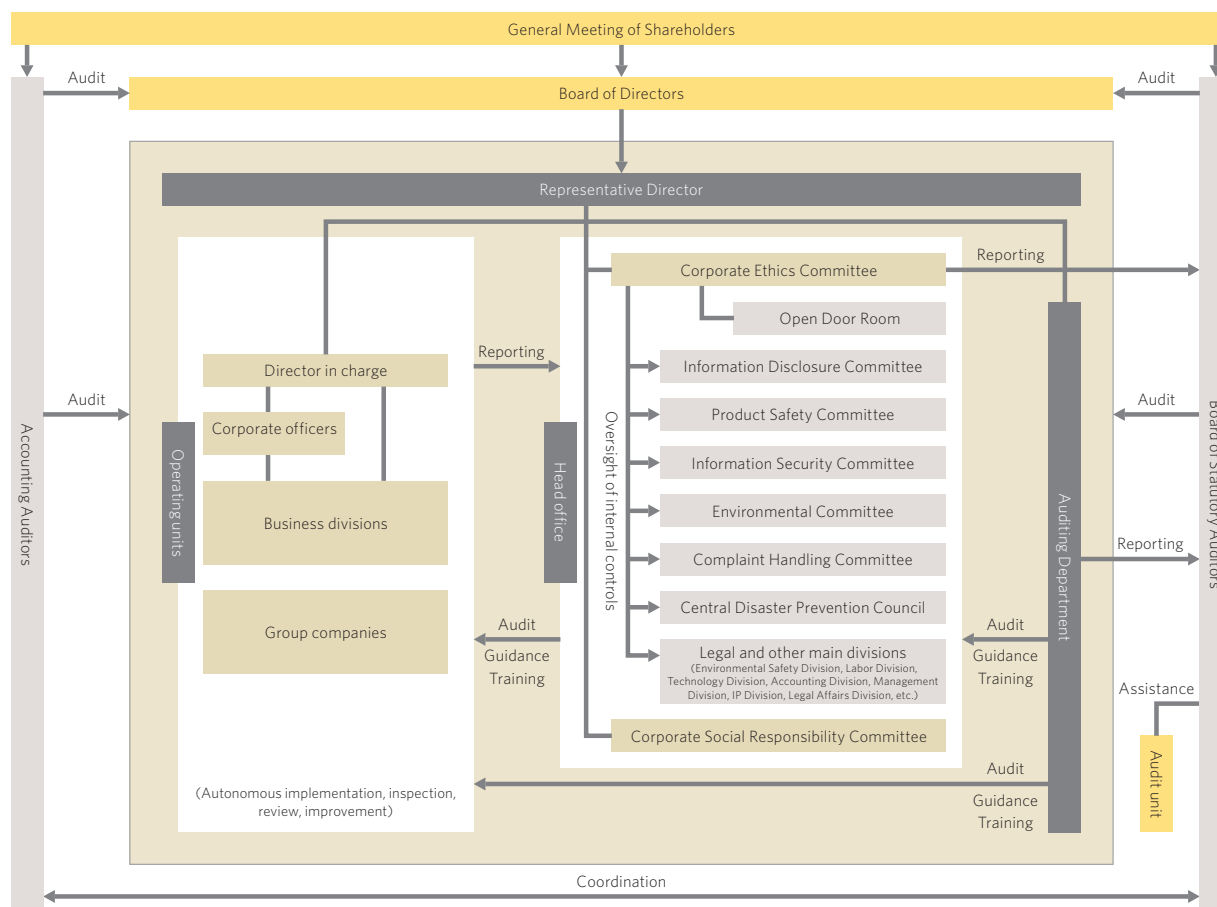 General Meeting of Shareholders
Audit
Board of Directors
Audit
Representative Director
Corporate Ethics Committee
Reporting
Open Door Room
Reporting
Director in charge
Information Disclosure Committee
Audit
Corporate officers
Product Safety Committee
Audit
Accounting Auditors
Operating units
Head office
Oversight of internal controls
Auditing Department
Board of Statutory Auditors
Information Security Committee
Business divisions
Environmental Committee
Complaint Handling Committee
Reporting
Central Disaster Prevention Council
Group companies
Audit
Guidance
Training
Legal and other main divisions
(Environmental Safety Division, Labor Division,
Technology Division, Accounting Division, Management
Division, IP Division, Legal Affairs Division, etc.)
Audit
Guidance
Training
Assistance
Audit unit
Corporate Social Responsibility Committee
Audit
Guidance
Training
(Autonomous implementation, inspection,
review, improvement)
Coordination